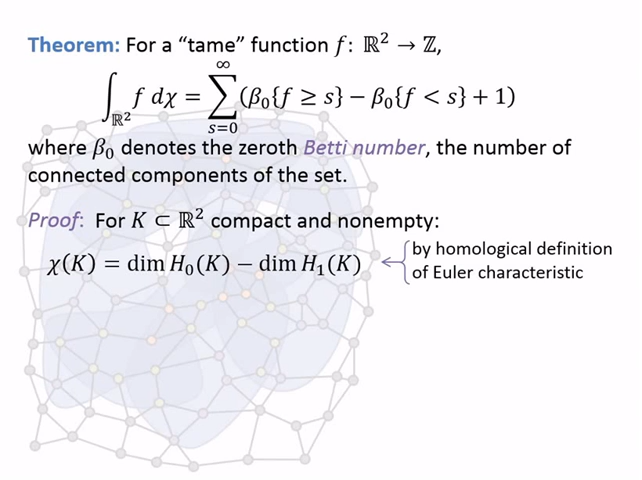 Theorem: For a “tame” function f: ℝ² → ℤ,
∫_{ℝ²} f dχ = ∑_{s=0}^{∞} (β₀{f ≥ s} − β₀{f < s} + 1)
where β₀ denotes the zeroth Betti number, the number of
connected components of the set.
Proof: For K ⊂ ℝ² compact and nonempty:
χ(K) = dim H₀(K) − dim H₁(K)
by homological definition
of Euler characteristic